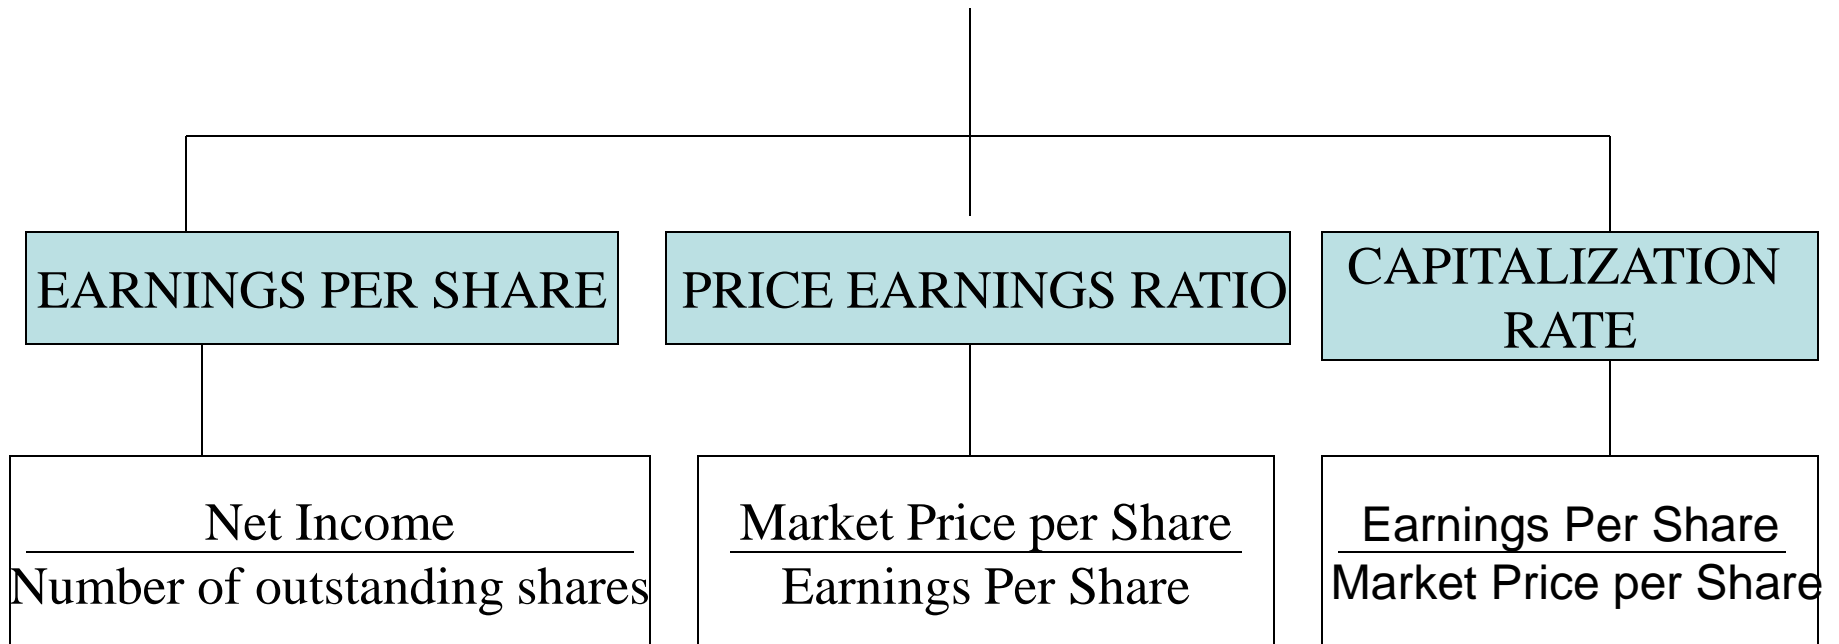 EARNINGS PER SHARE
PRICE EARNINGS RATIO
CAPITALIZATION
RATE
Net Income
Number of outstanding shares
Market Price per Share
Earnings Per Share
Earnings Per Share
Market Price per Share